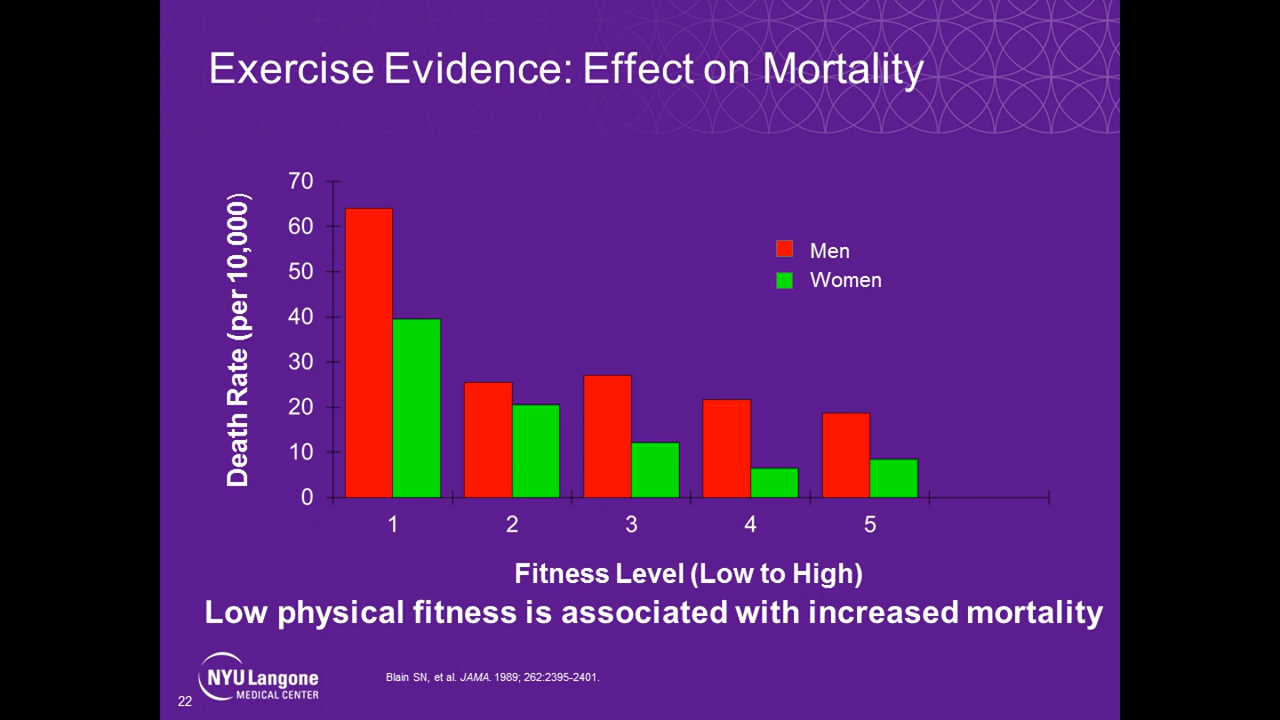 Exercise Evidence: Effect on Mortality
Death Rate (per 10,000)
70
60
50
40
30
20
10
0
Men
Women
1 2 3 4 5
Fitness Level (Low to High)
Low physical fitness is associated with increased mortality
NYU Langone
MEDICAL CENTER
Blain SN, et al. JAMA. 1989; 262:2395-2401.
22